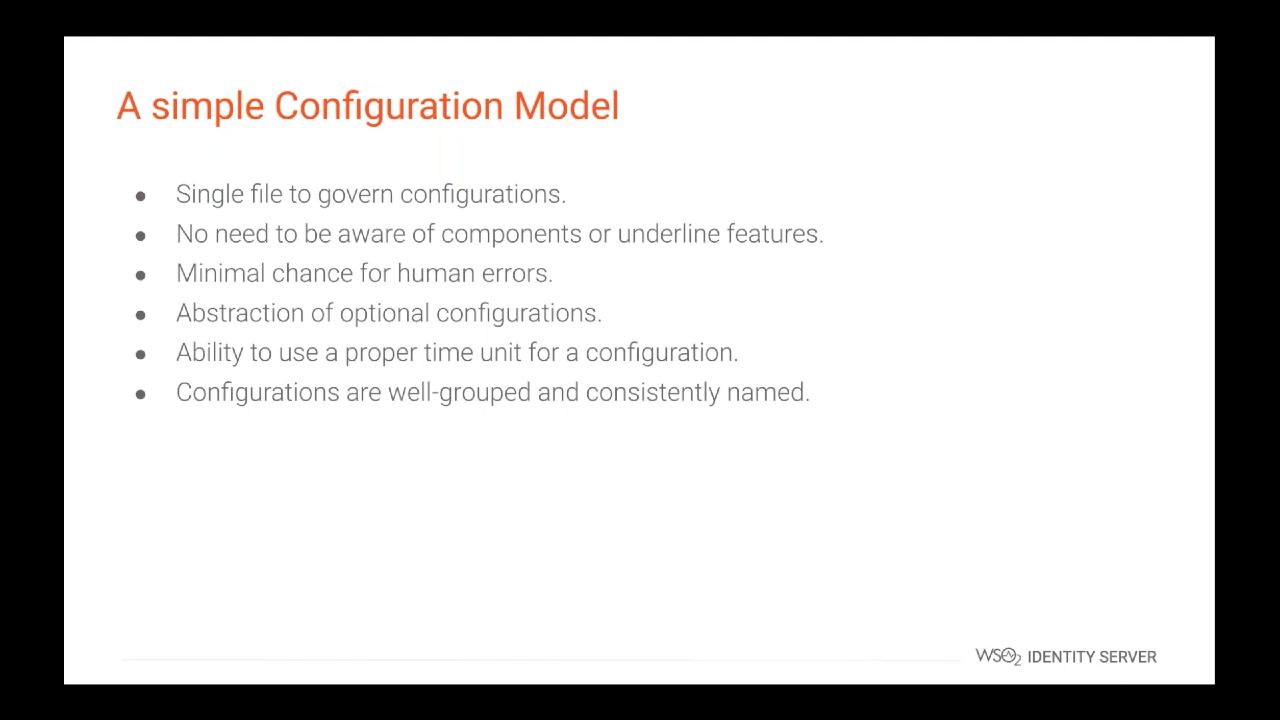 A simple Configuration Model
● Single file to govern configurations.
● No need to be aware of components or underline features.
● Minimal chance for human errors.
● Abstraction of optional configurations.
● Ability to use a proper time unit for a configuration.
● Configurations are well-grouped and consistently named.
WSO2 IDENTITY SERVER